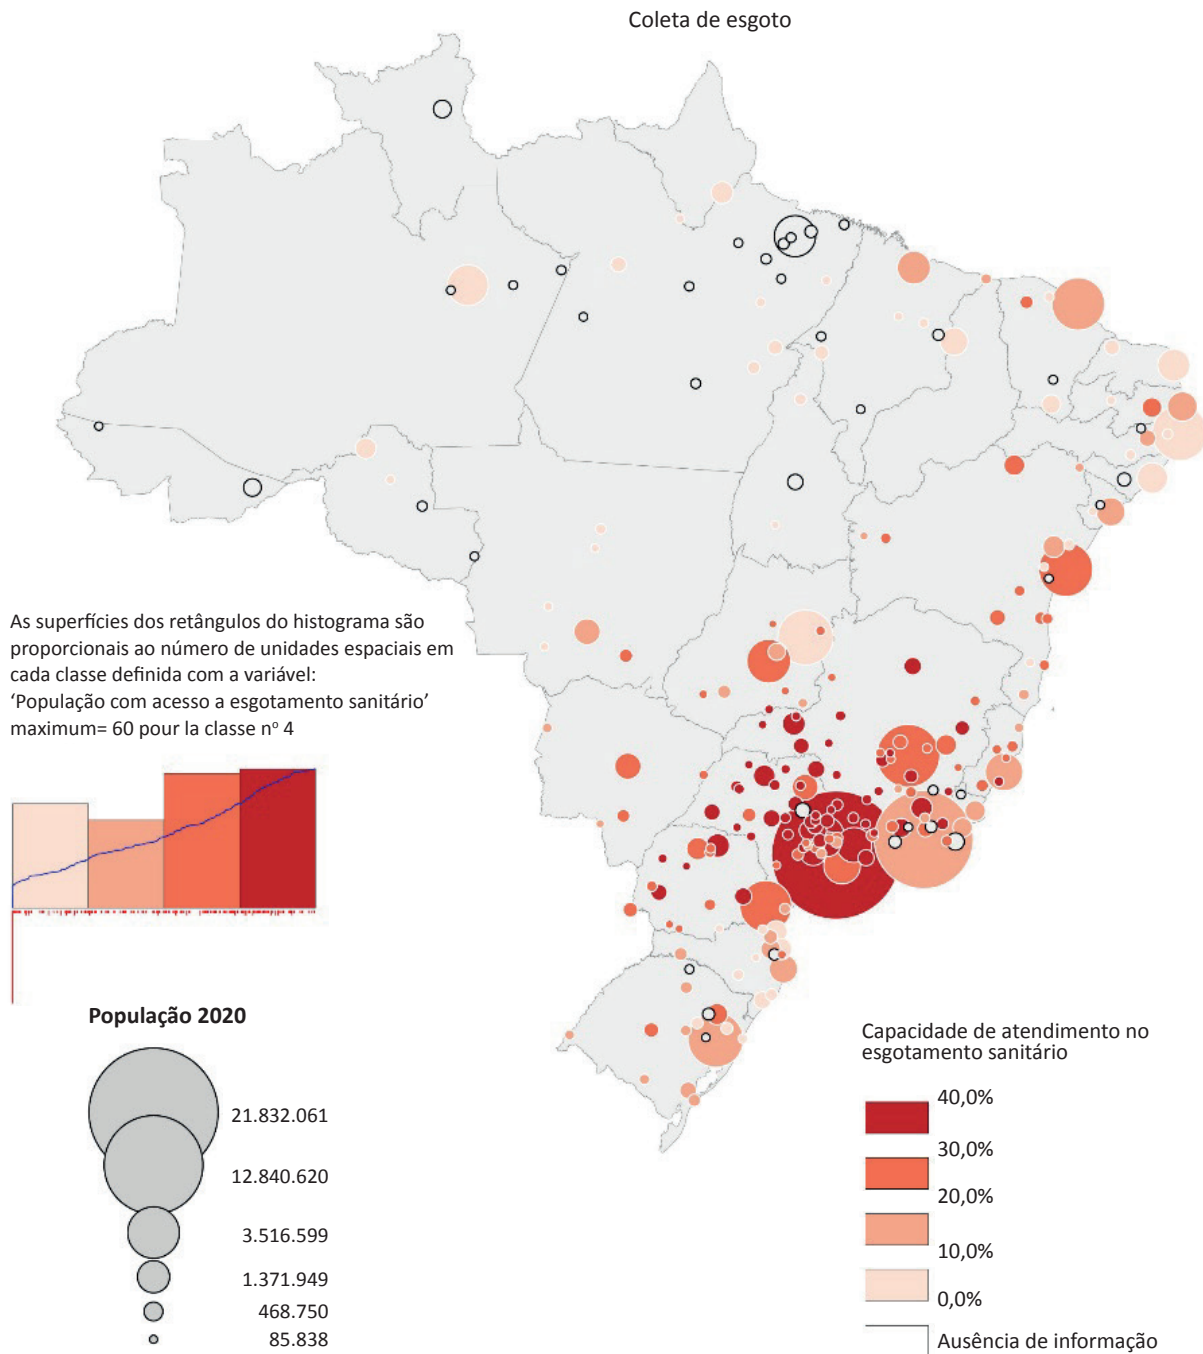 Coleta de esgoto
As superfícies dos retângulos do histograma são
proporcionais ao número de unidades espaciais em
cada classe definida com a variável:
‘População com acesso a esgotamento sanitário’
maximum= 60 pour la classe nº 4
População 2020
21.832.061
12.840.620
3.516.599
1.371.949
468.750
85.838
Capacidade de atendimento no
esgotamento sanitário
40,0%
30,0%
20,0%
10,0%
0,0%
Ausência de informação